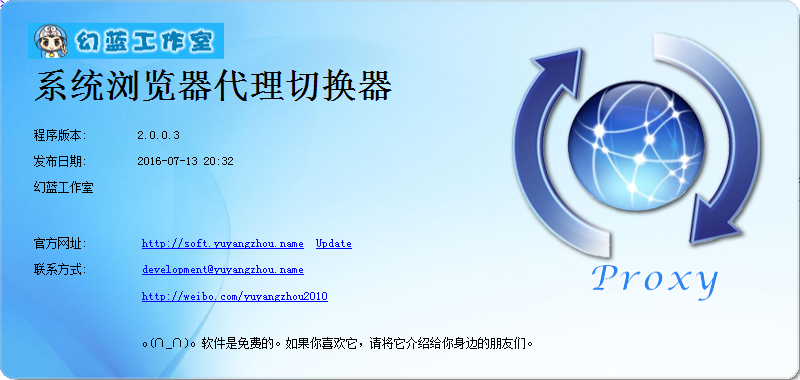 幻蓝工作室
系统浏览器代理切换器
程序版本: 2.0.0.3
发布日期: 2016-07-13 20:32
幻蓝工作室
官方网址: http://soft.yuyangzhou.name Update
联系方式: development@yuyangzhou.name
http://weibo.com/yuyangzhou2010
Proxy
o(∩_∩)o 软件是免费的。如果你喜欢它，请将它介绍给你身边的朋友们。